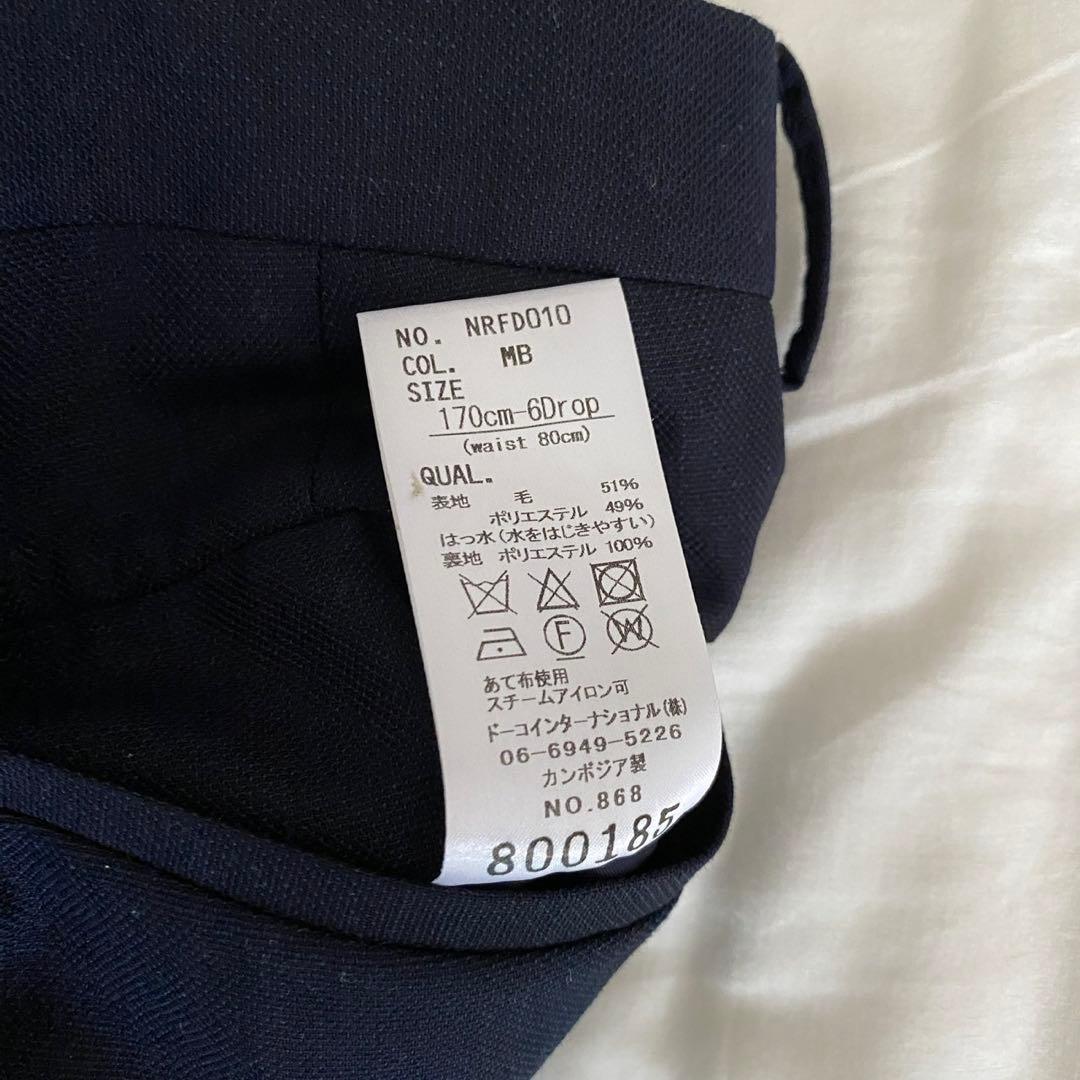 NO. NRFD010
COL. MB
SIZE
170cm-6Drop
(waist 80cm)
QUAL.
表地 毛 51%
ポリエステル 49%
はっ水(水をはじきやすい)
裏地 ポリエステル 100%
F W
あて布使用
スチームアイロン可
ドーコインターナショナル(株)
06-6949-5226
カンボジア製
NO.868
800185